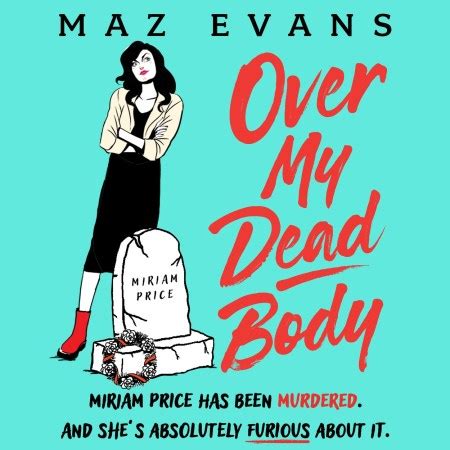 MAZ EVANS
Over
My
Dead
Body
MIRIAM
PRICE
MIRIAM PRICE HAS BEEN MURDERED.
AND SHE'S ABSOLUTELY FURIOUS ABOUT IT.